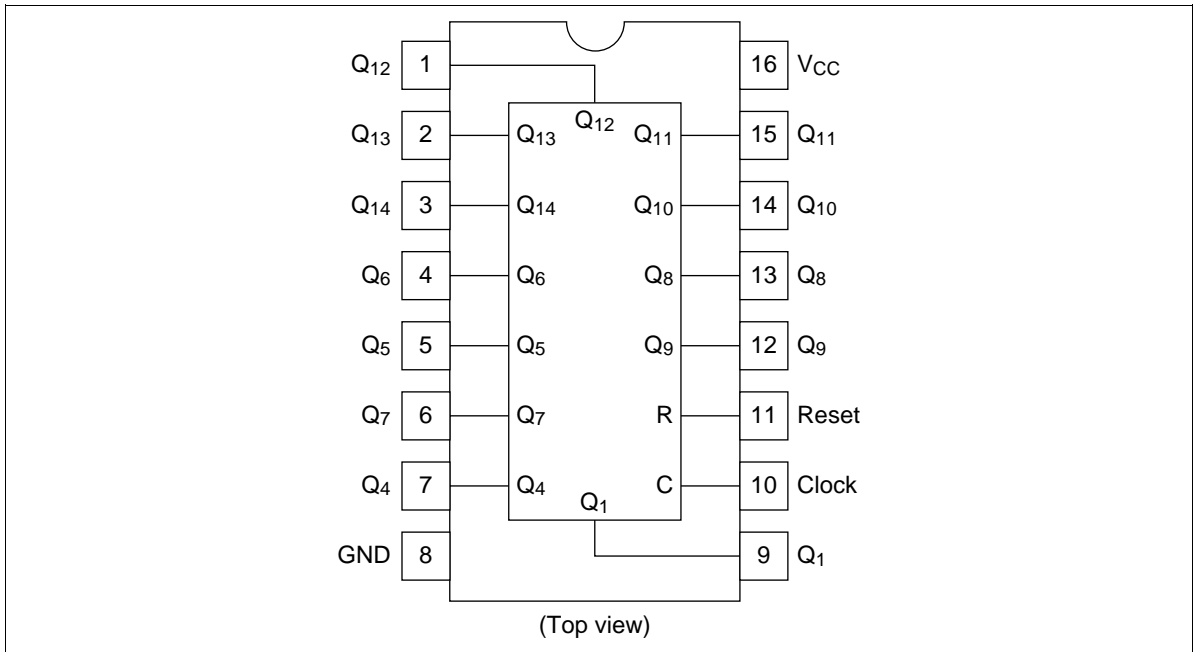 Q12 1 16 VCC
Q12
Q13 2 Q13 Q11 15 Q11
Q14 3 Q14 Q10 14 Q10
Q6 4 Q6 Q8 13 Q8
Q5 5 Q5 Q9 12 Q9
Q7 6 Q7 R 11 Reset
Q4 7 Q4 C 10 Clock
Q1
GND 8 9 Q1
(Top view)